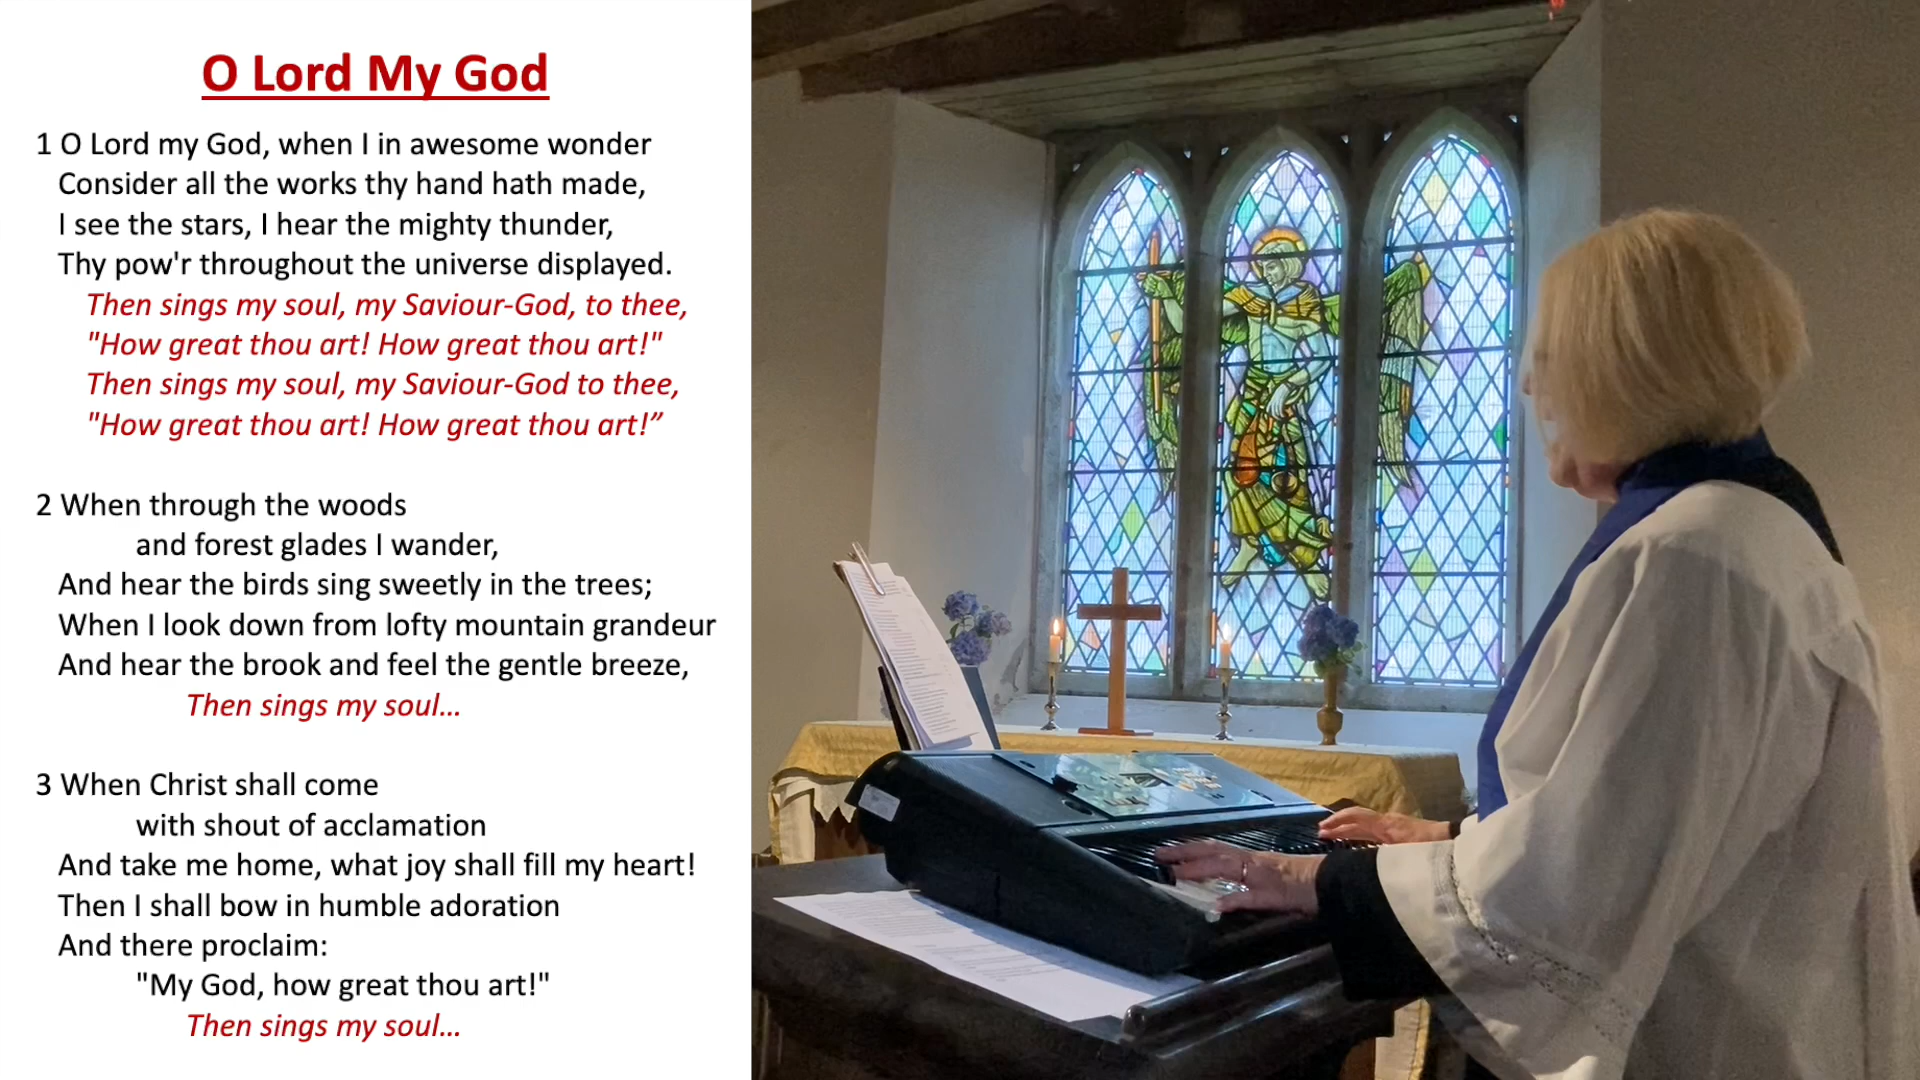 O Lord My God
1 O Lord my God, when I in awesome wonder
Consider all the works thy hand hath made,
I see the stars, I hear the mighty thunder,
Thy pow'r throughout the universe displayed.
Then sings my soul, my Saviour-God, to thee,
"How great thou art! How great thou art!"
Then sings my soul, my Saviour-God to thee,
"How great thou art! How great thou art!”
2 When through the woods
and forest glades I wander,
And hear the birds sing sweetly in the trees;
When I look down from lofty mountain grandeur
And hear the brook and feel the gentle breeze,
Then sings my soul...
3 When Christ shall come
with shout of acclamation
And take me home, what joy shall fill my heart!
Then I shall bow in humble adoration
And there proclaim:
"My God, how great thou art!"
Then sings my soul...